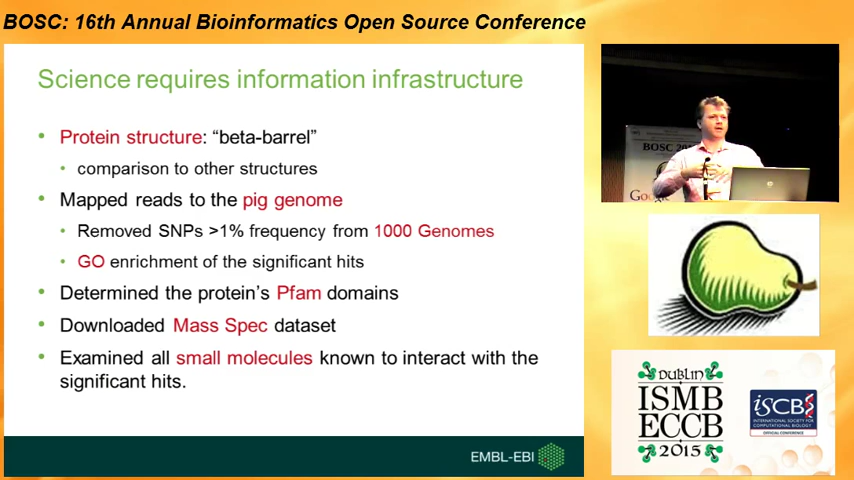 BOSC: 16th Annual Bioinformatics Open Source Conference
Science requires information infrastructure
• Protein structure: “beta-barrel”
• comparison to other structures
• Mapped reads to the pig genome
• Removed SNPs >1% frequency from 1000 Genomes
• GO enrichment of the significant hits
• Determined the protein’s Pfam domains
• Downloaded Mass Spec dataset
• Examined all small molecules known to interact with the
significant hits.
EMBL-EBI
BOSC 20
DUBLIN
ISMB
ECCB
2015
iSCB
INTERNATIONAL SOCIETY FOR
COMPUTATIONAL BIOLOGY
OFFICIAL CONFERENCE